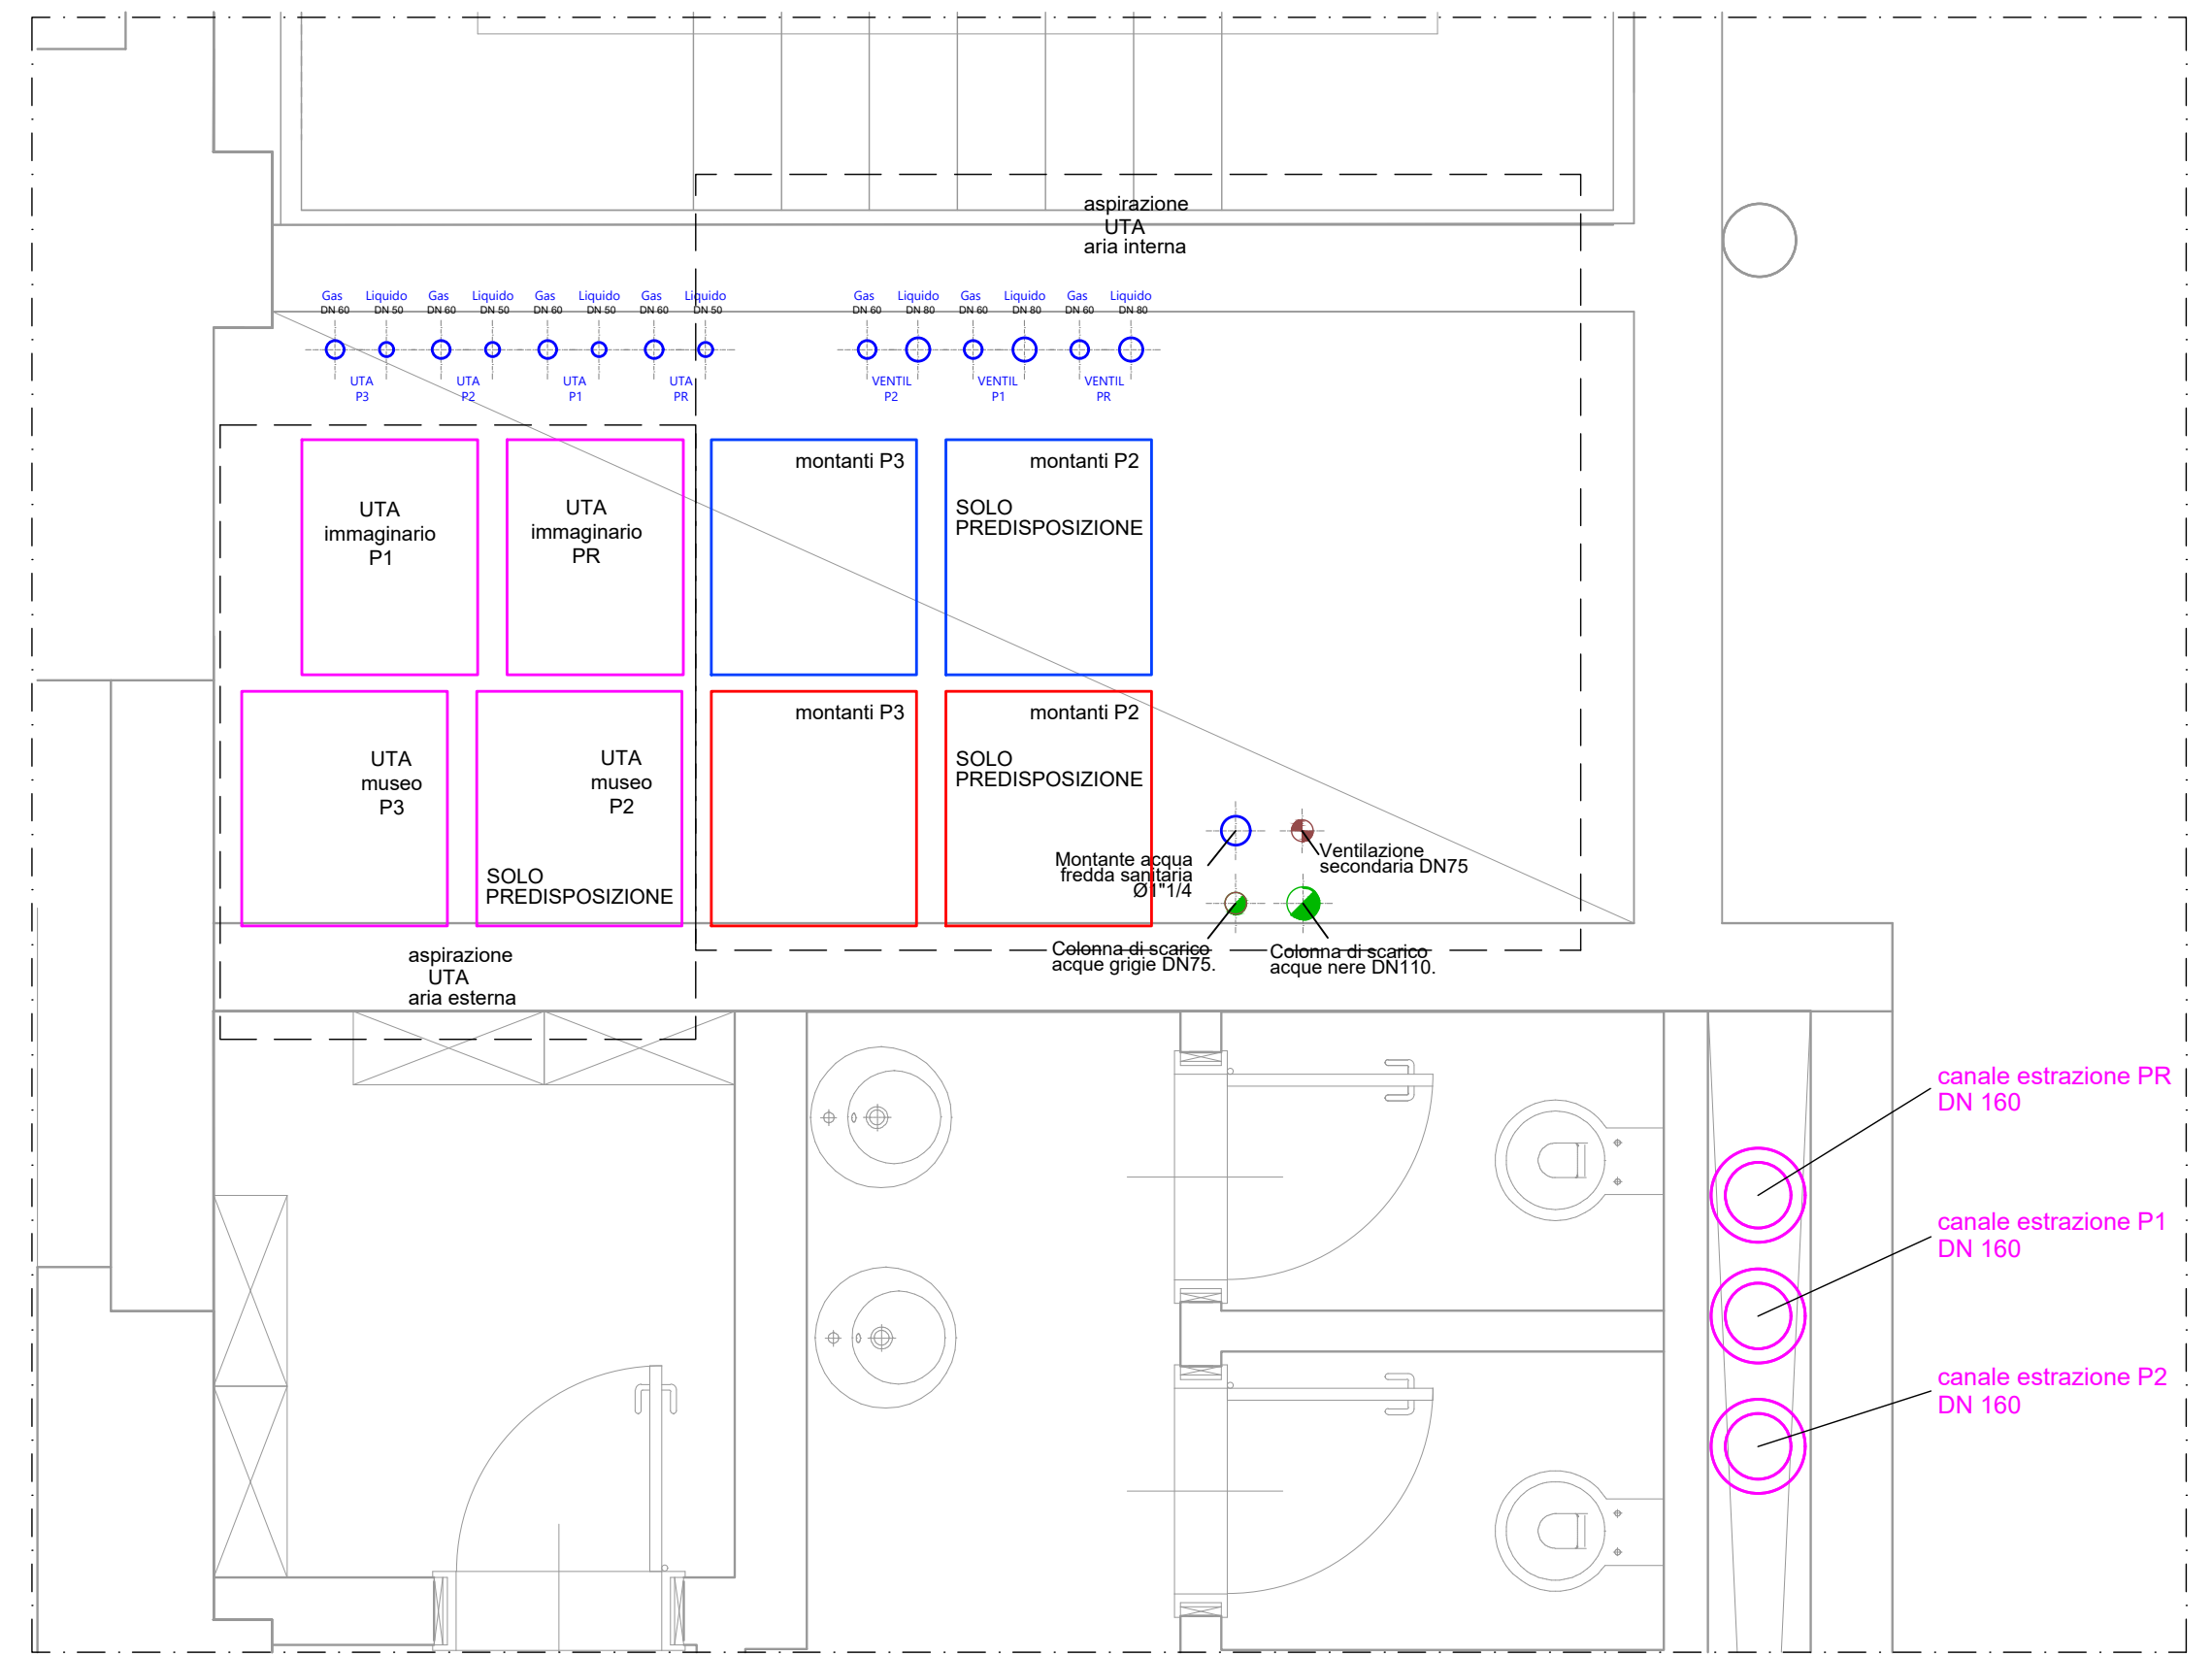 aspirazione
UTA
aria interna
Gas Liquido Gas Liquido Gas Liquido Gas Liquido Gas Liquido Gas Liquido Gas Liquido
DN 60 DN 50 DN 60 DN 50 DN 60 DN 50 DN 60 DN 50 DN 60 DN 80 DN 60 DN 80 DN 60 DN 80
UTA UTA UTA UTA VENTIL VENTIL VENTIL
P3 P2 P1 PR P2 P1 PR
UTA
immaginario
P1
UTA
immaginario
PR
montanti P3
montanti P2
SOLO
PREDISPOSIZIONE
UTA
museo
P3
UTA
museo
P2
SOLO
PREDISPOSIZIONE
montanti P3
montanti P2
SOLO
PREDISPOSIZIONE
Montante acqua
fredda sanitaria
Ø1"1/4
Ventilazione
secondaria DN75
Colonna di scarico
acque grigie DN75.
Colonna di scarico
acque nere DN110.
aspirazione
UTA
aria esterna
canale estrazione PR
DN 160
canale estrazione P1
DN 160
canale estrazione P2
DN 160